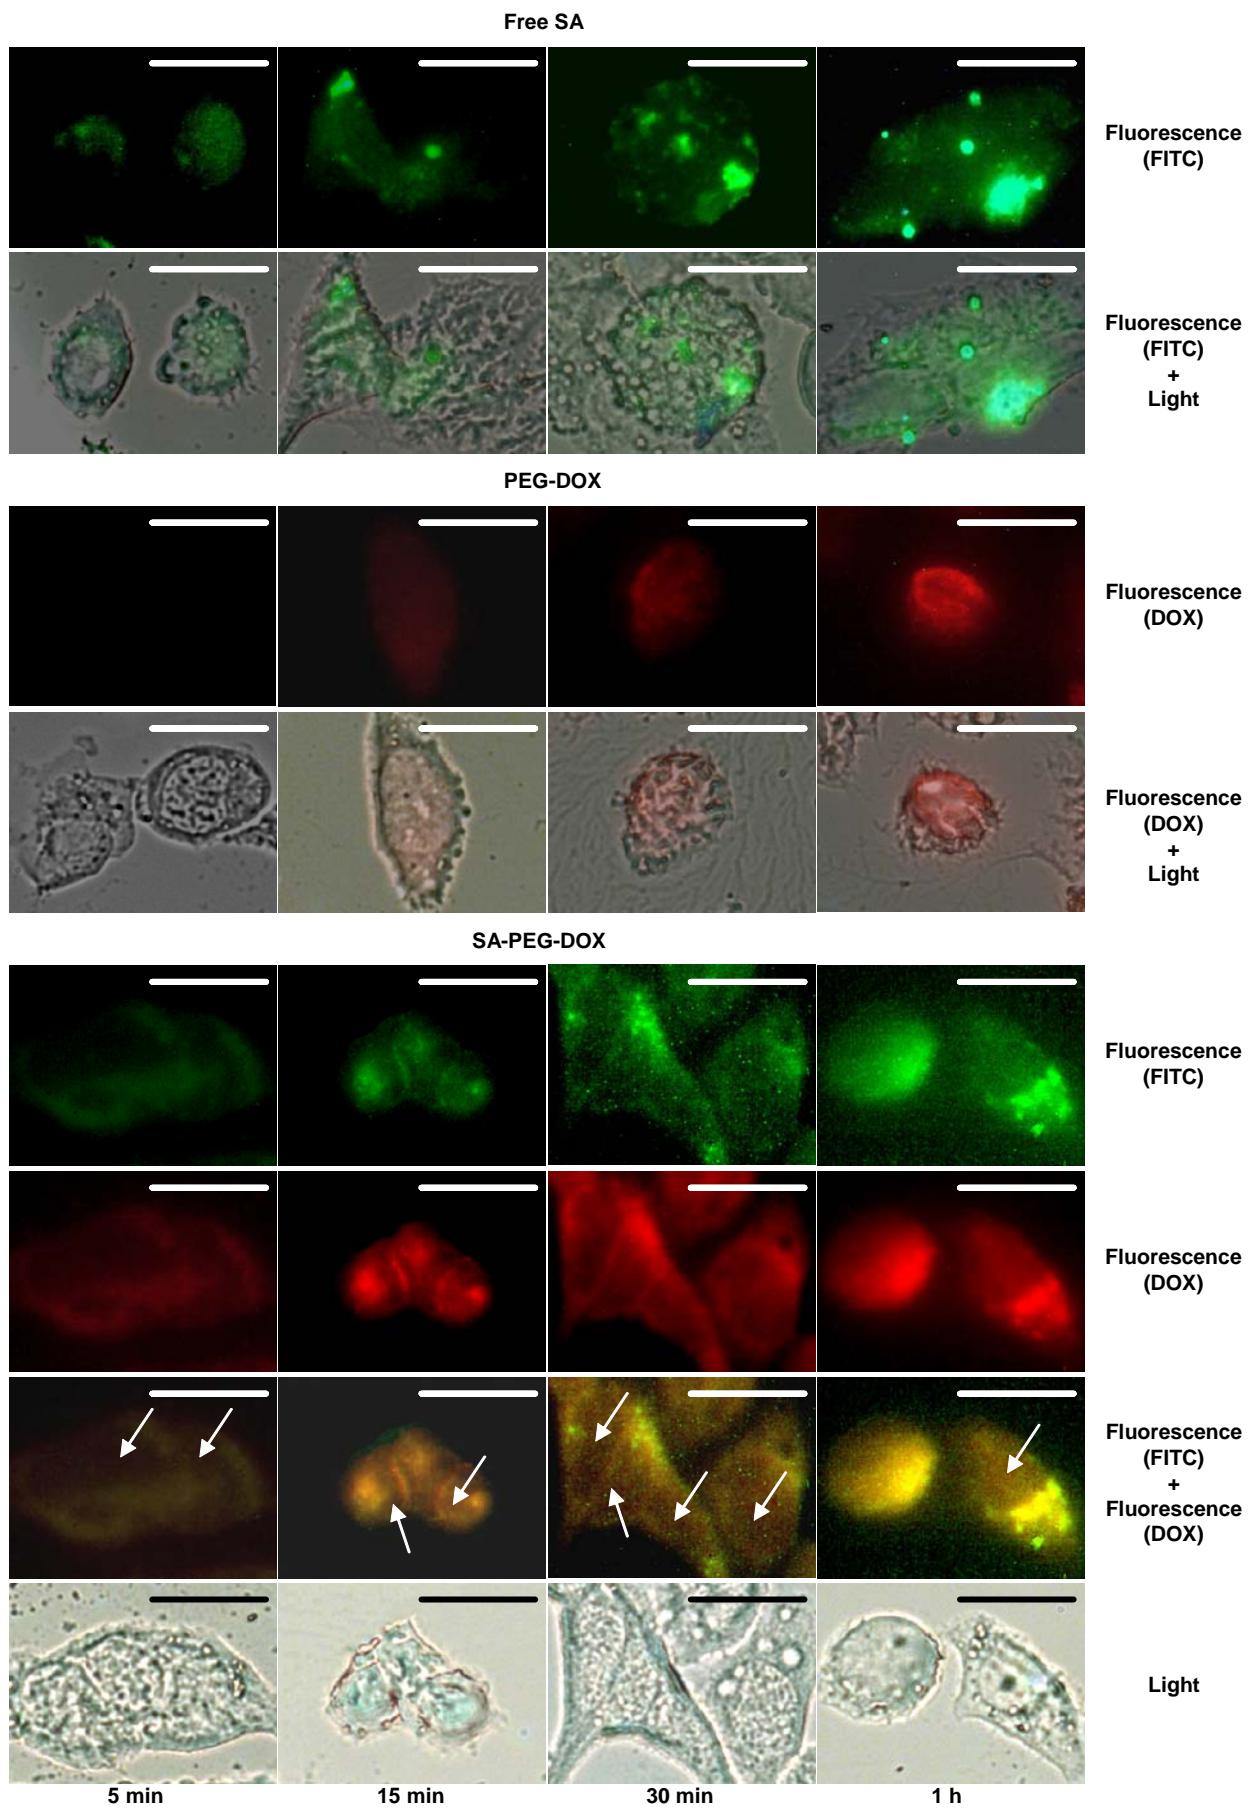 Free SA
Fluorescence
(FITC)
Fluorescence
(FITC)
+
Light
PEG-DOX
Fluorescence
(DOX)
Fluorescence
(DOX)
+
Light
SA-PEG-DOX
Fluorescence
(FITC)
Fluorescence
(DOX)
Fluorescence
(FITC)
+
Fluorescence
(DOX)
Light
5 min 15 min 30 min 1 h